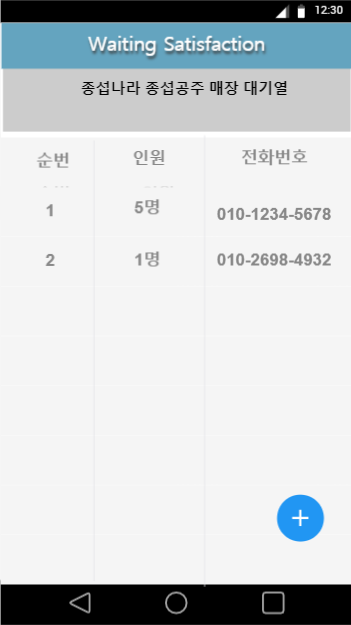 12:30
Waiting Satisfaction
종섭나라 종섭공주 매장 대기열
순번 인원 전화번호
1 5명 010-1234-5678
2 1명 010-2698-4932
+